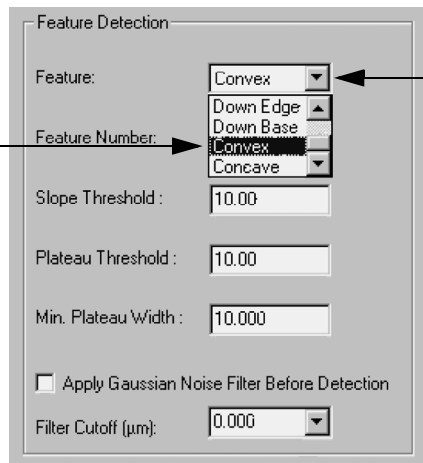 Feature Detection
Feature: Convex
Down Edge
Down Base
Feature Number: Convex
Concave
Slope Threshold : 10.00
Plateau Threshold : 10.00
Min. Plateau Width : 10.000
Apply Gaussian Noise Filter Before Detection
Filter Cutoff (µm): 0.000